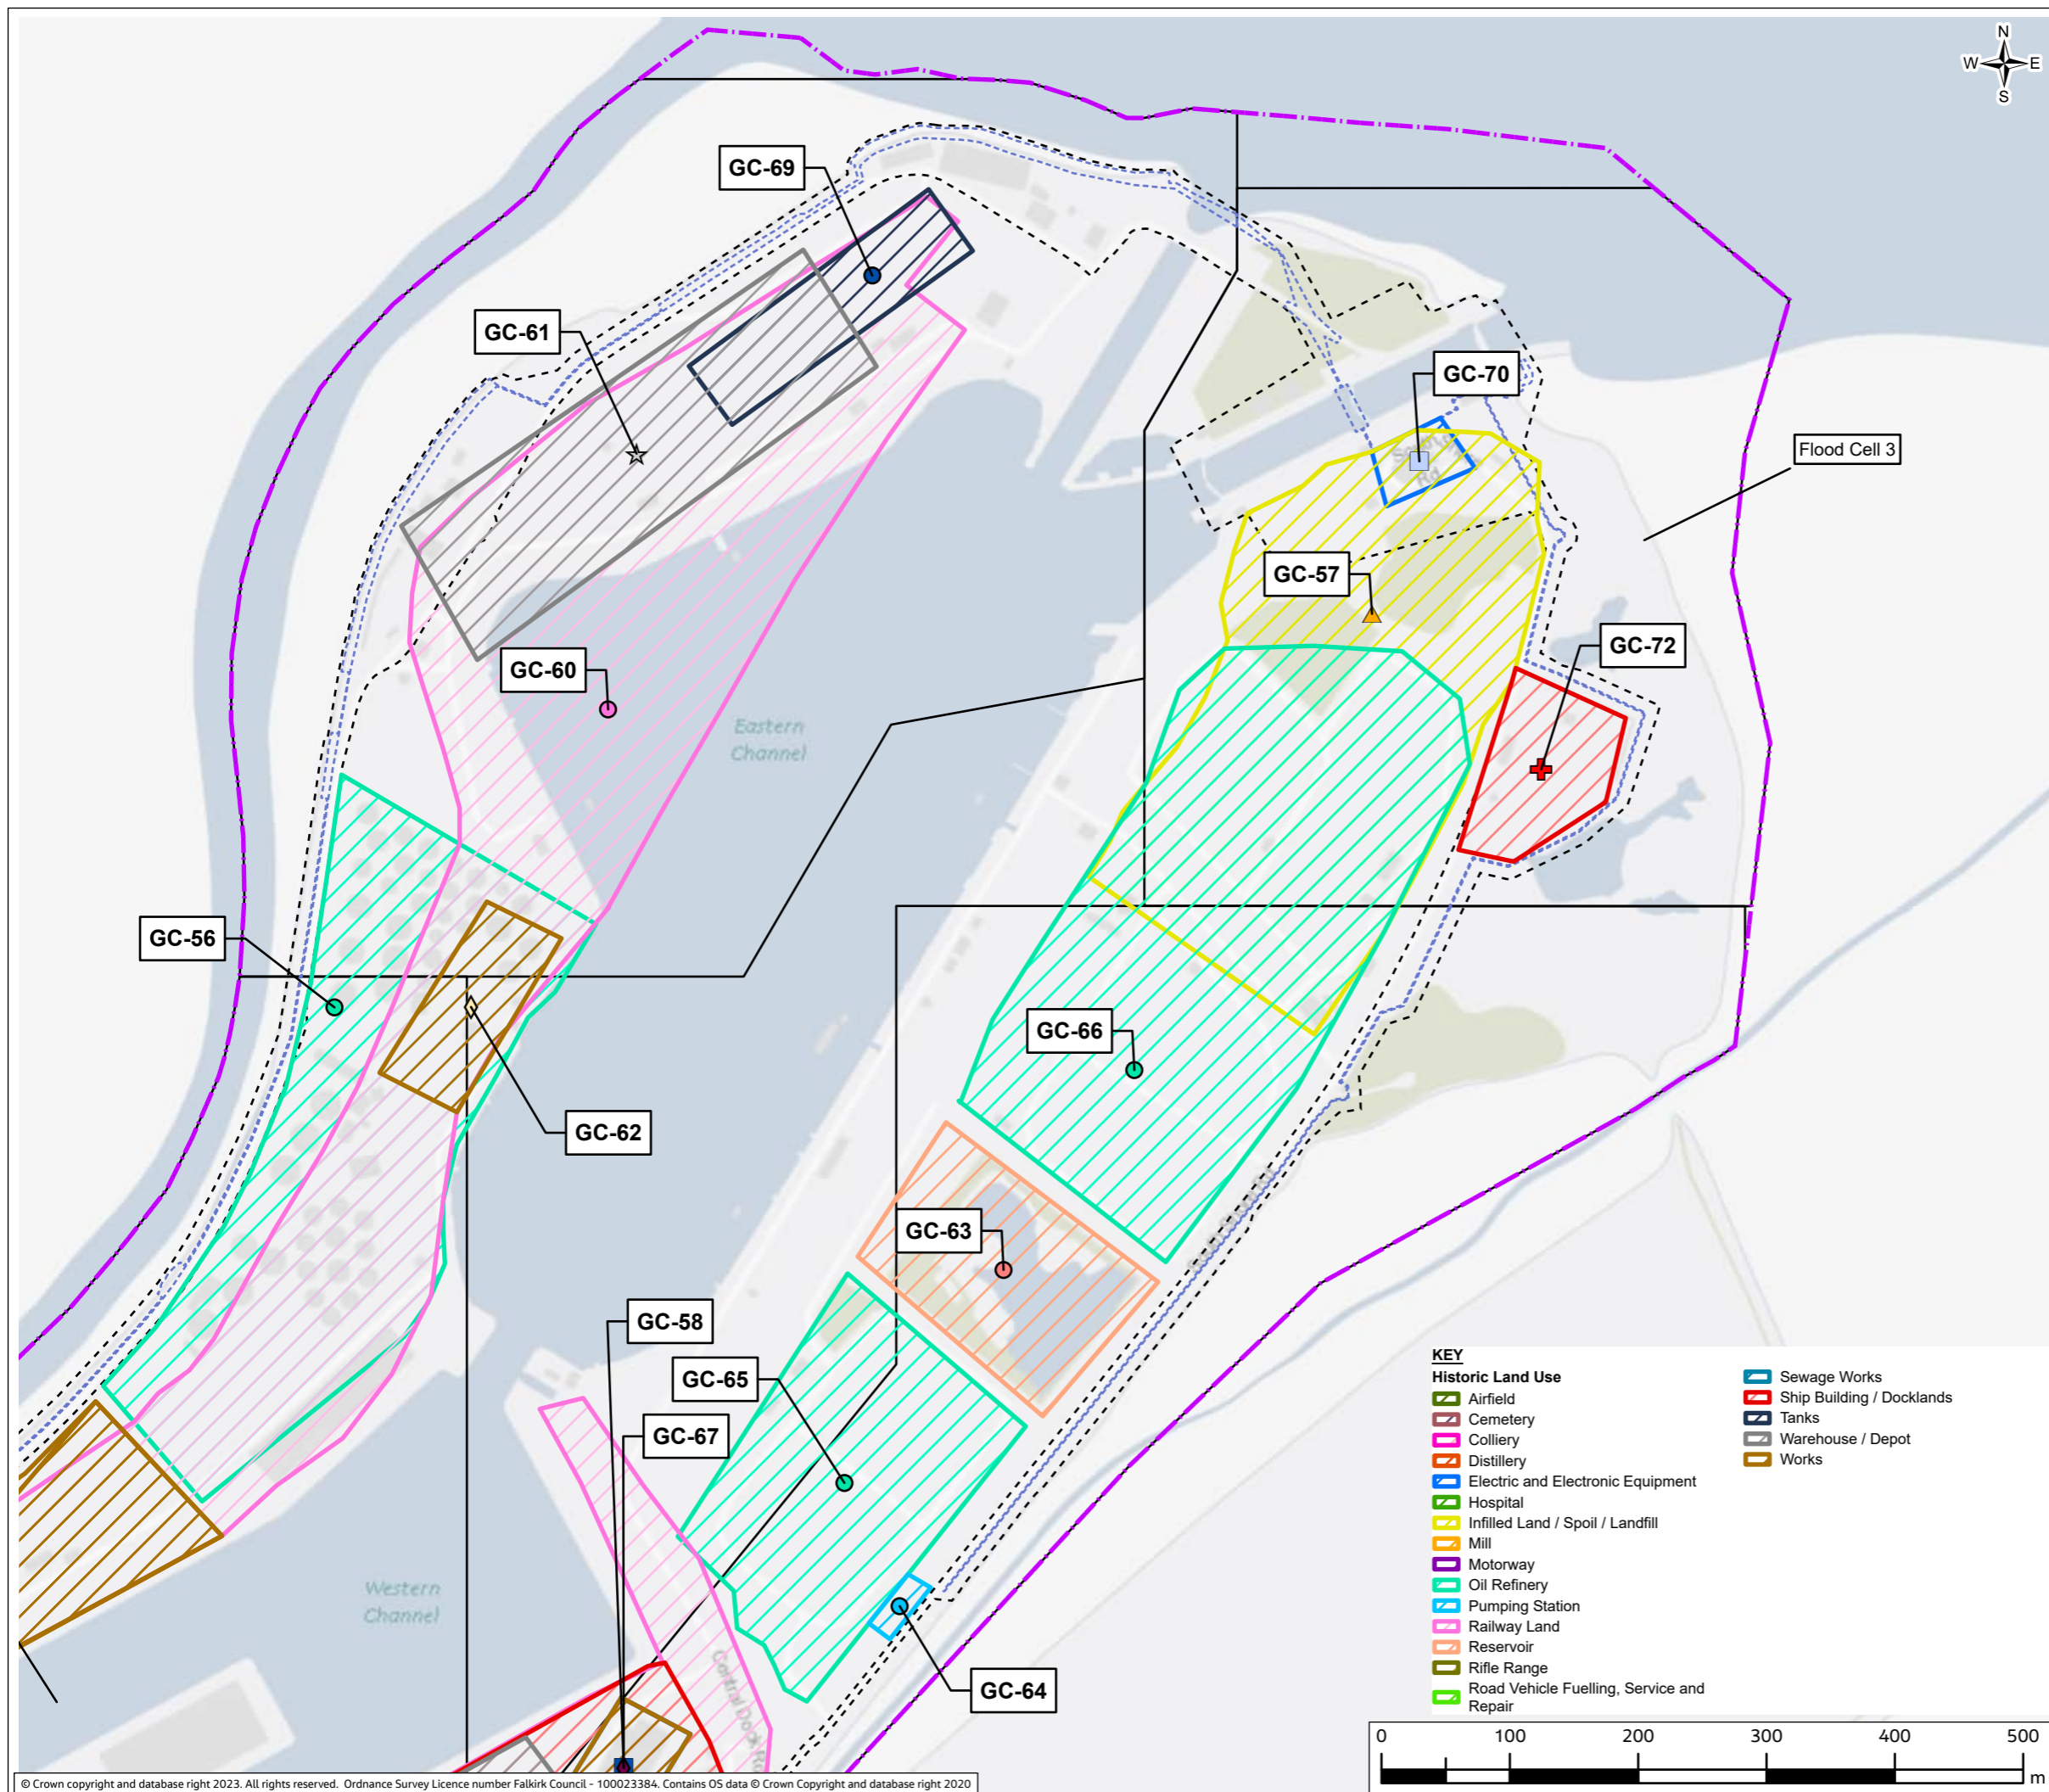 N
W E
S
GC-69
GC-61
GC-70
Flood Cell 3
GC-57
GC-72
GC-60
Eastern
Channel
GC-56
GC-66
GC-62
GC-63
GC-58
GC-65
GC-67
Western
Channel
GC-64
Central Dock Rd
KEY
Historic Land Use
Airfield
Cemetery
Colliery
Distillery
Electric and Electronic Equipment
Hospital
Infilled Land / Spoil / Landfill
Mill
Motorway
Oil Refinery
Pumping Station
Railway Land
Reservoir
Rifle Range
Road Vehicle Fuelling, Service and
Repair
Sewage Works
Ship Building / Docklands
Tanks
Warehouse / Depot
Works
0 100 200 300 400 500
m
© Crown copyright and database right 2023. All rights reserved. Ordnance Survey Licence number Falkirk Council - 100023384. Contains OS data © Crown Copyright and database right 2020